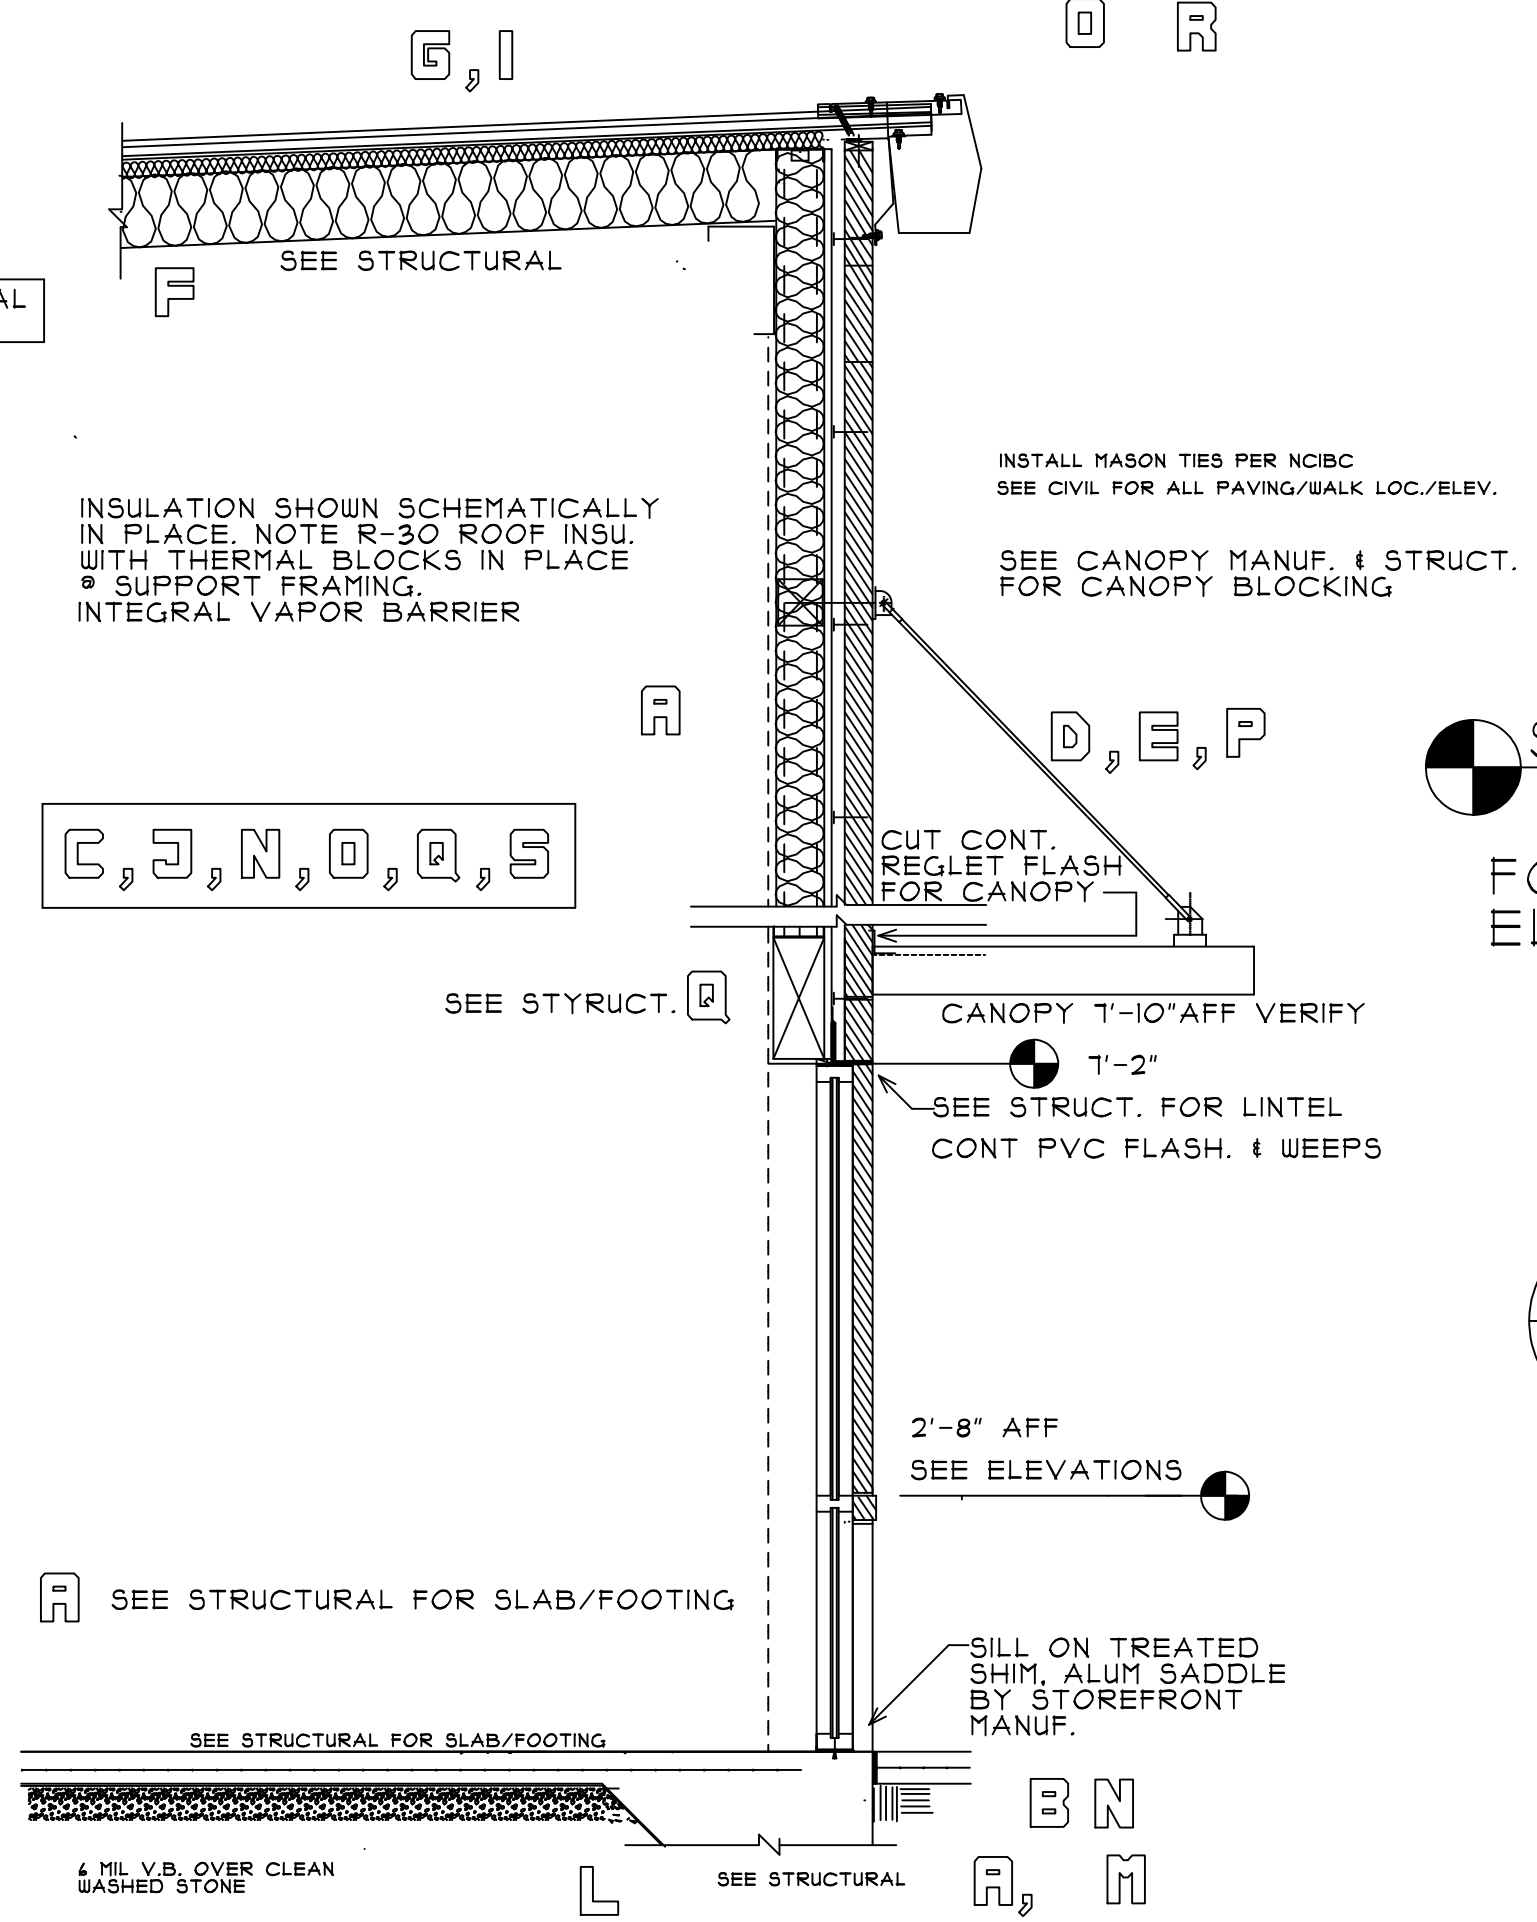 O R
G,I
SEE STRUCTURAL
F
AL
INSTALL MASON TIES PER NCIBC
SEE CIVIL FOR ALL PAVING/WALK LOC./ELEV.
INSULATION SHOWN SCHEMATICALLY
IN PLACE. NOTE R-30 ROOF INSU.
WITH THERMAL BLOCKS IN PLACE
@ SUPPORT FRAMING.
INTEGRAL VAPOR BARRIER
SEE CANOPY MANUF. & STRUCT.
FOR CANOPY BLOCKING
A
D,E,P
S
C,J,N,O,Q,S
CUT CONT.
REGLET FLASH
FOR CANOPY
FO
EL
SEE STYRUCT. Q
CANOPY 7'-10"AFF VERIFY
7'-2"
SEE STRUCT. FOR LINTEL
CONT PVC FLASH. & WEEPS
2'-8" AFF
SEE ELEVATIONS
A SEE STRUCTURAL FOR SLAB/FOOTING
SILL ON TREATED
SHIM, ALUM SADDLE
BY STOREFRONT
MANUF.
SEE STRUCTURAL FOR SLAB/FOOTING
B N
6 MIL V.B. OVER CLEAN
WASHED STONE
L
SEE STRUCTURAL
A, M